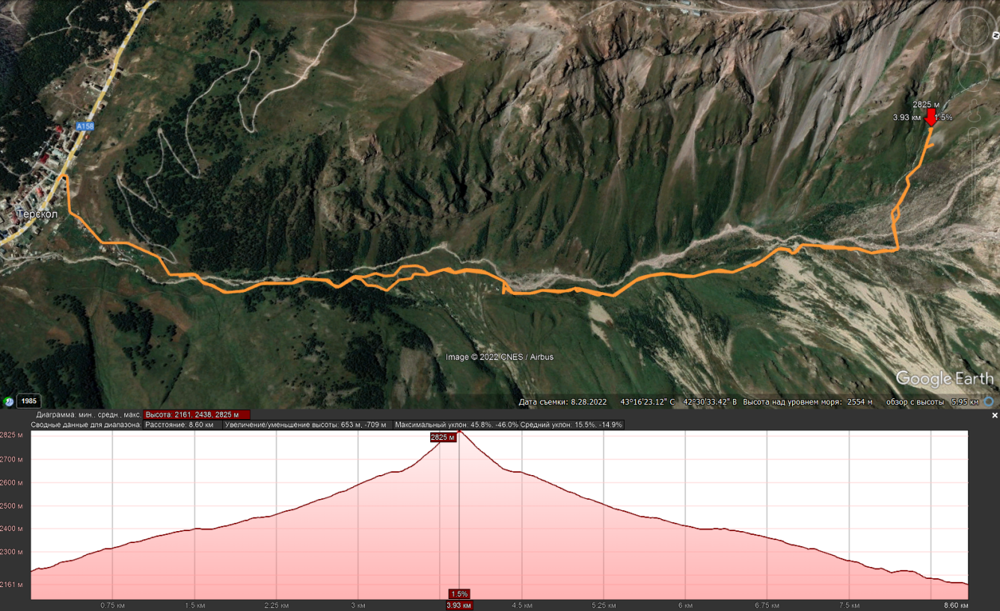 A158
2825 м
3.93 км 1.5%
Терскол
Image © 2022 CNES / Airbus
Google Earth
1985
Дата съемки: 8.28.2022 43°16'23.12" С 42°30'33.42" В Высота над уровнем моря: 2554 м обзор с высоты 5.95 км
Диаграмма: мин., средн., макс. Высота: 2161, 2438, 2825 м
Сводные данные для диапазона: Расстояние: 8.60 км Увеличение/уменьшение высоты: 653 м, -709 м Максимальный уклон: 45.8%, -46.0% Средний уклон: 15.5%, -14.9%
2825 м
2825 м
2700 м
2600 м
2500 м
2400 м
2300 м
2161 м
1.5%
0.75 км 1.5 км 2.25 км 3 км 3.93 км 4.5 км 5.25 км 6 км 6.75 км 7.5 км 8.60 км